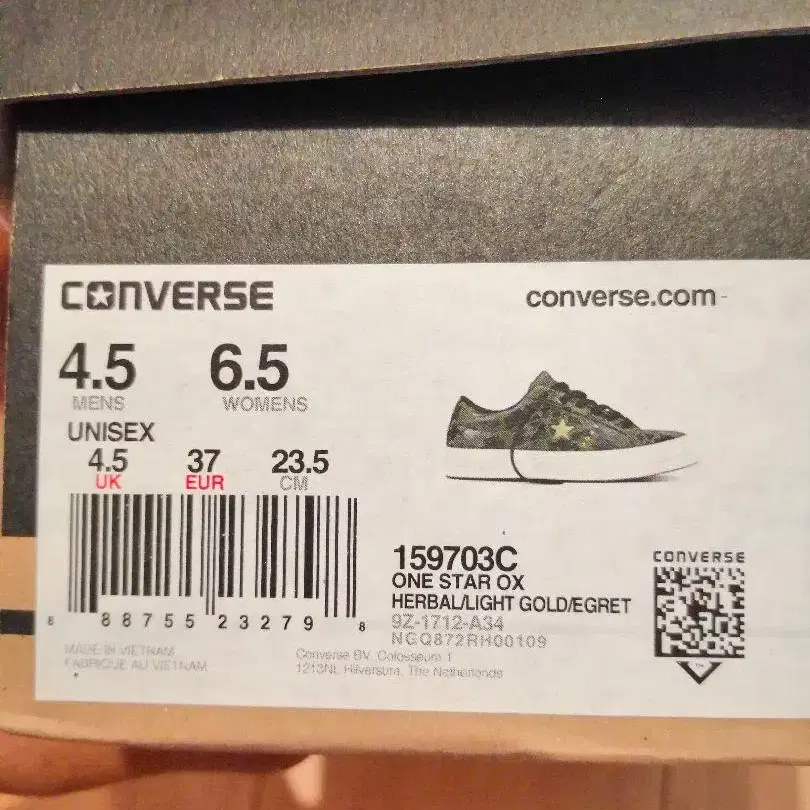 CONVERSE
converse.com
4.5 6.5
MENS WOMENS
UNISEX
4.5 37 23.5
UK EUR CM
8 88755 23279 8
159703C
ONE STAR OX
HERBAL/LIGHT GOLD/EGRET
9Z-1712-A34
NGQ872RH00109
CONVERSE
MADE IN VIETNAM
FABRIQUE AU VIETNAM
Converse BV. Colosseum 1
1213NL Hilversum, The Netherlands
TM